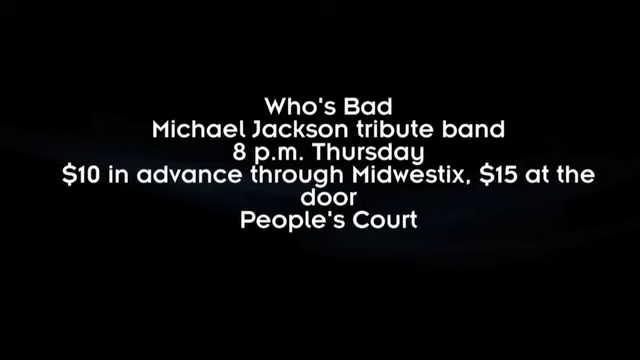 Who's Bad
Michael Jackson tribute band
8 p.m. Thursday
$10 in advance through Midwestix, $15 at the
door
People's Court